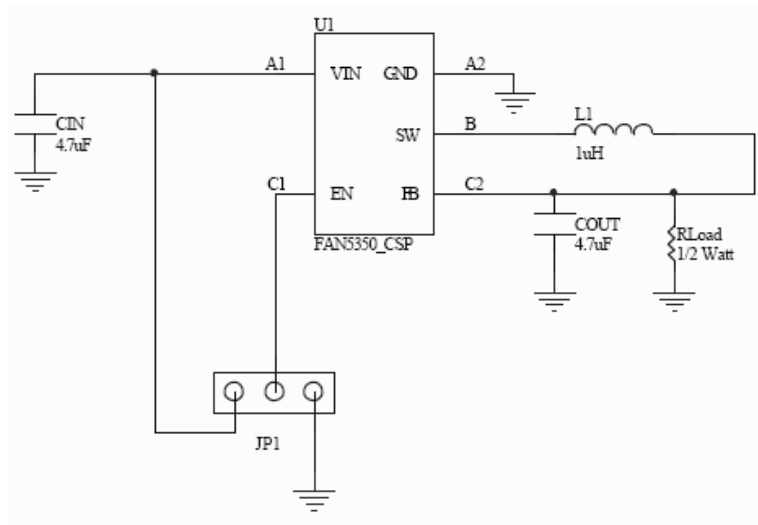 U1
A1
VIN
GND
A2
CIN
4.7uF
SW
B
L1
1uH
C1
EN
FB
C2
FAN5350_CSP
COUT
4.7uF
RLoad
1/2 Watt
JP1